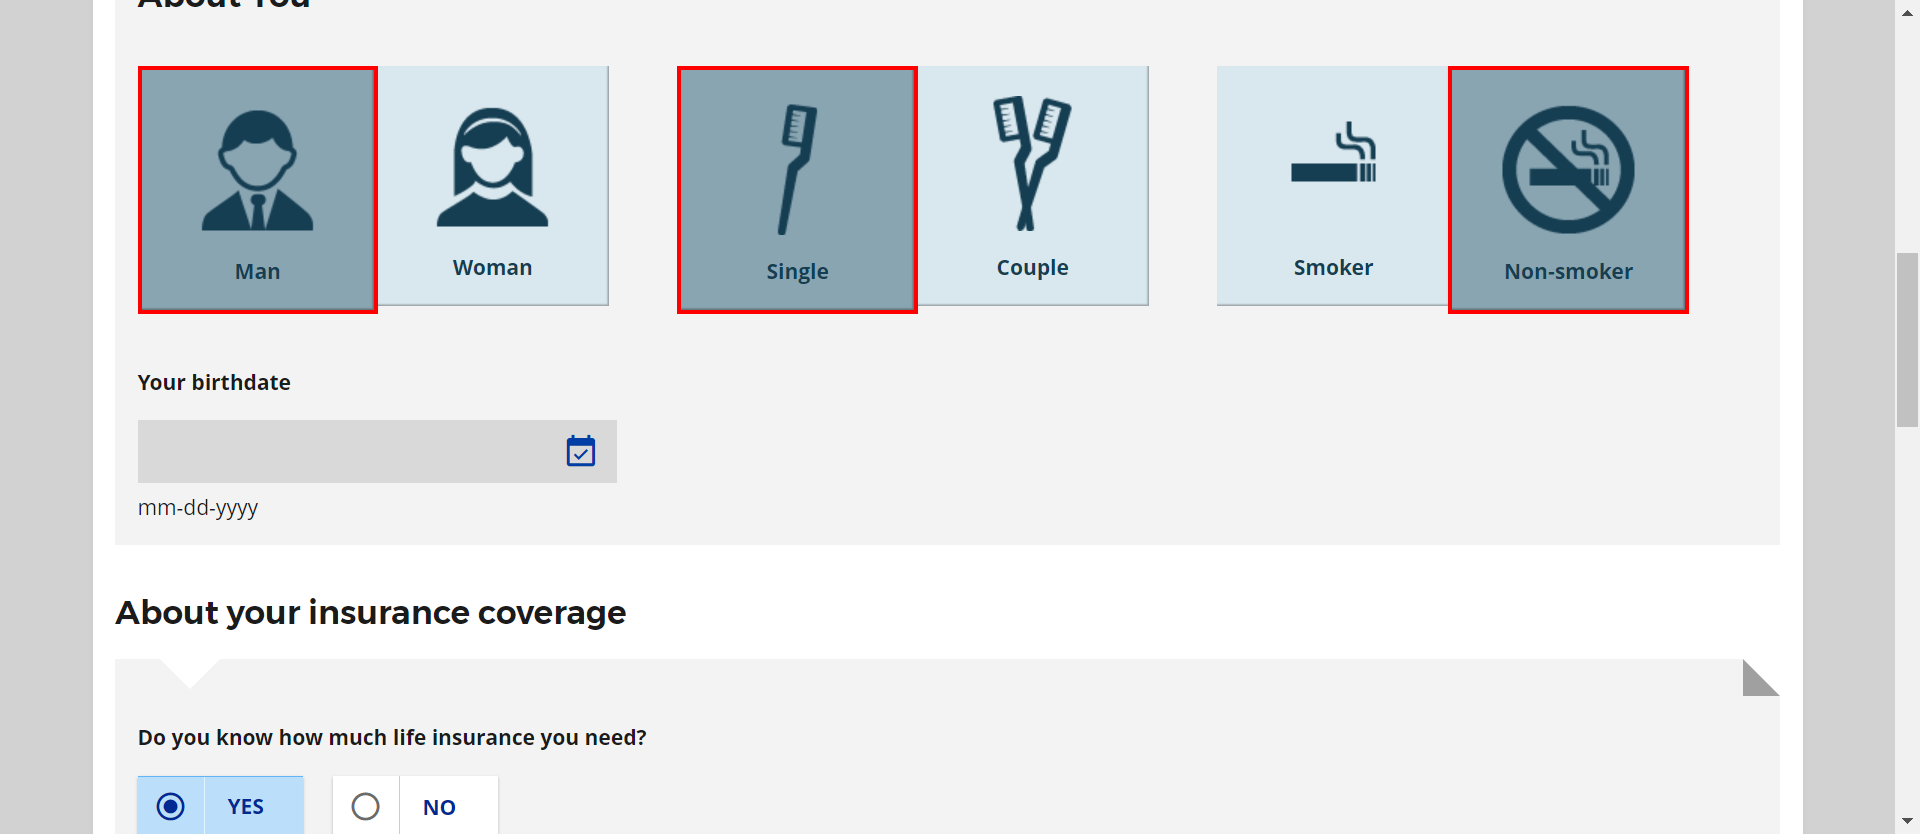 About You
Man
Woman
Single
Couple
Smoker
Non-smoker
Your birthdate
mm-dd-yyyy
About your insurance coverage
Do you know how much life insurance you need?
YES
NO